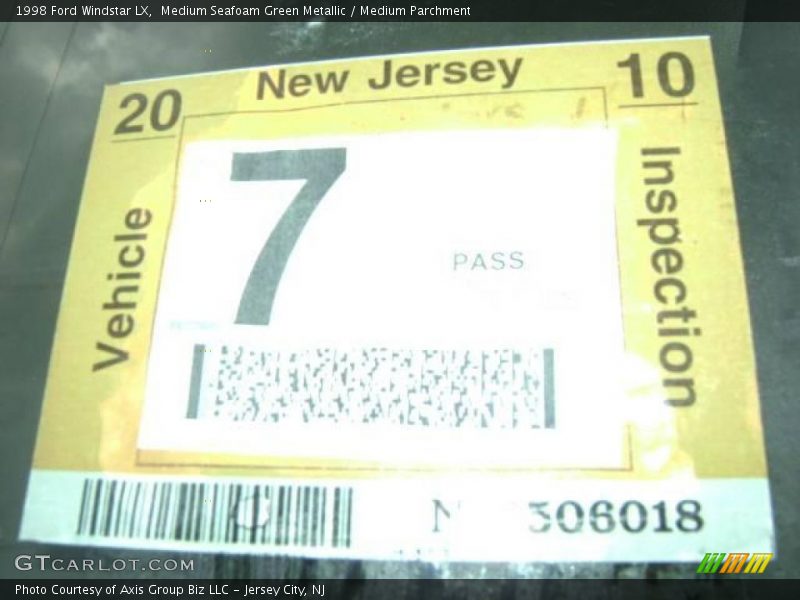 1998 Ford Windstar LX, Medium Seafoam Green Metallic / Medium Parchment
20 New Jersey 10
Vehicle
7
PASS
Inspection
N 306018
GTCARLOT.COM
Photo Courtesy of Axis Group Biz LLC – Jersey City, NJ